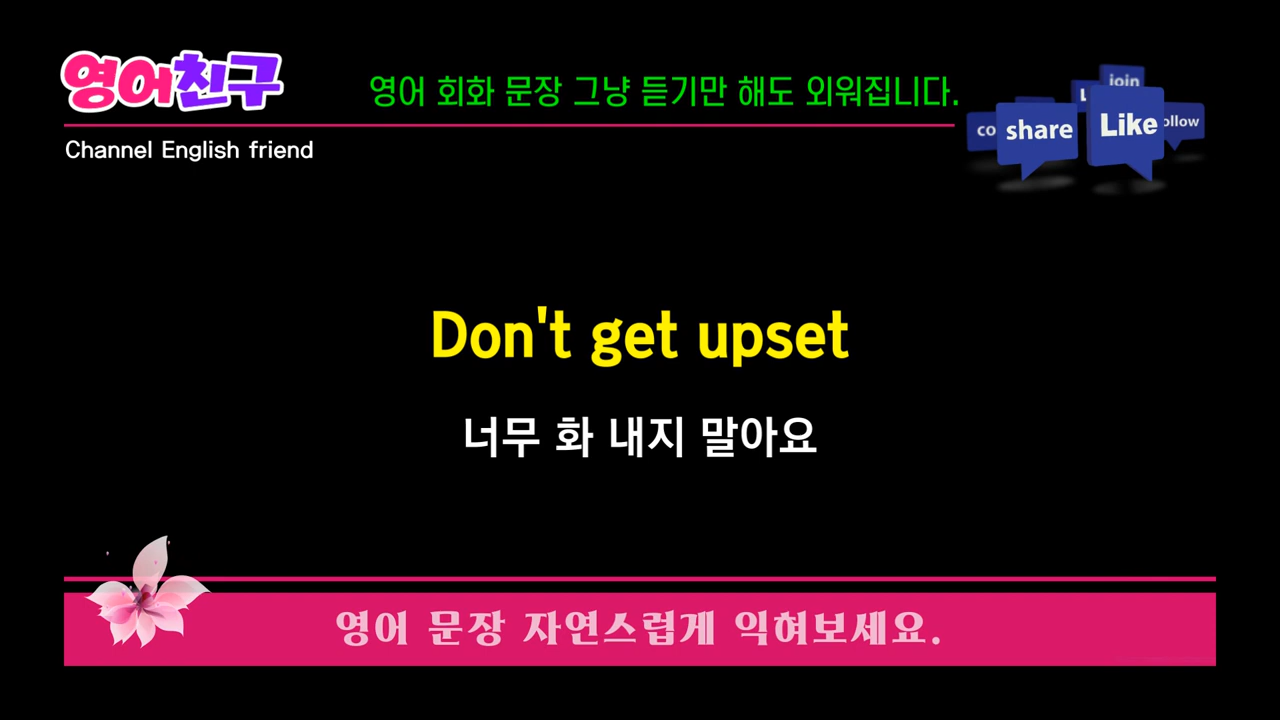 영어친구
영어 회화 문장 그냥 듣기만 해도 외워집니다.
Channel English friend
join
L
co
share
Like
ollow
Don't get upset
너무 화 내지 말아요
영어 문장 자연스럽게 익혀보세요.